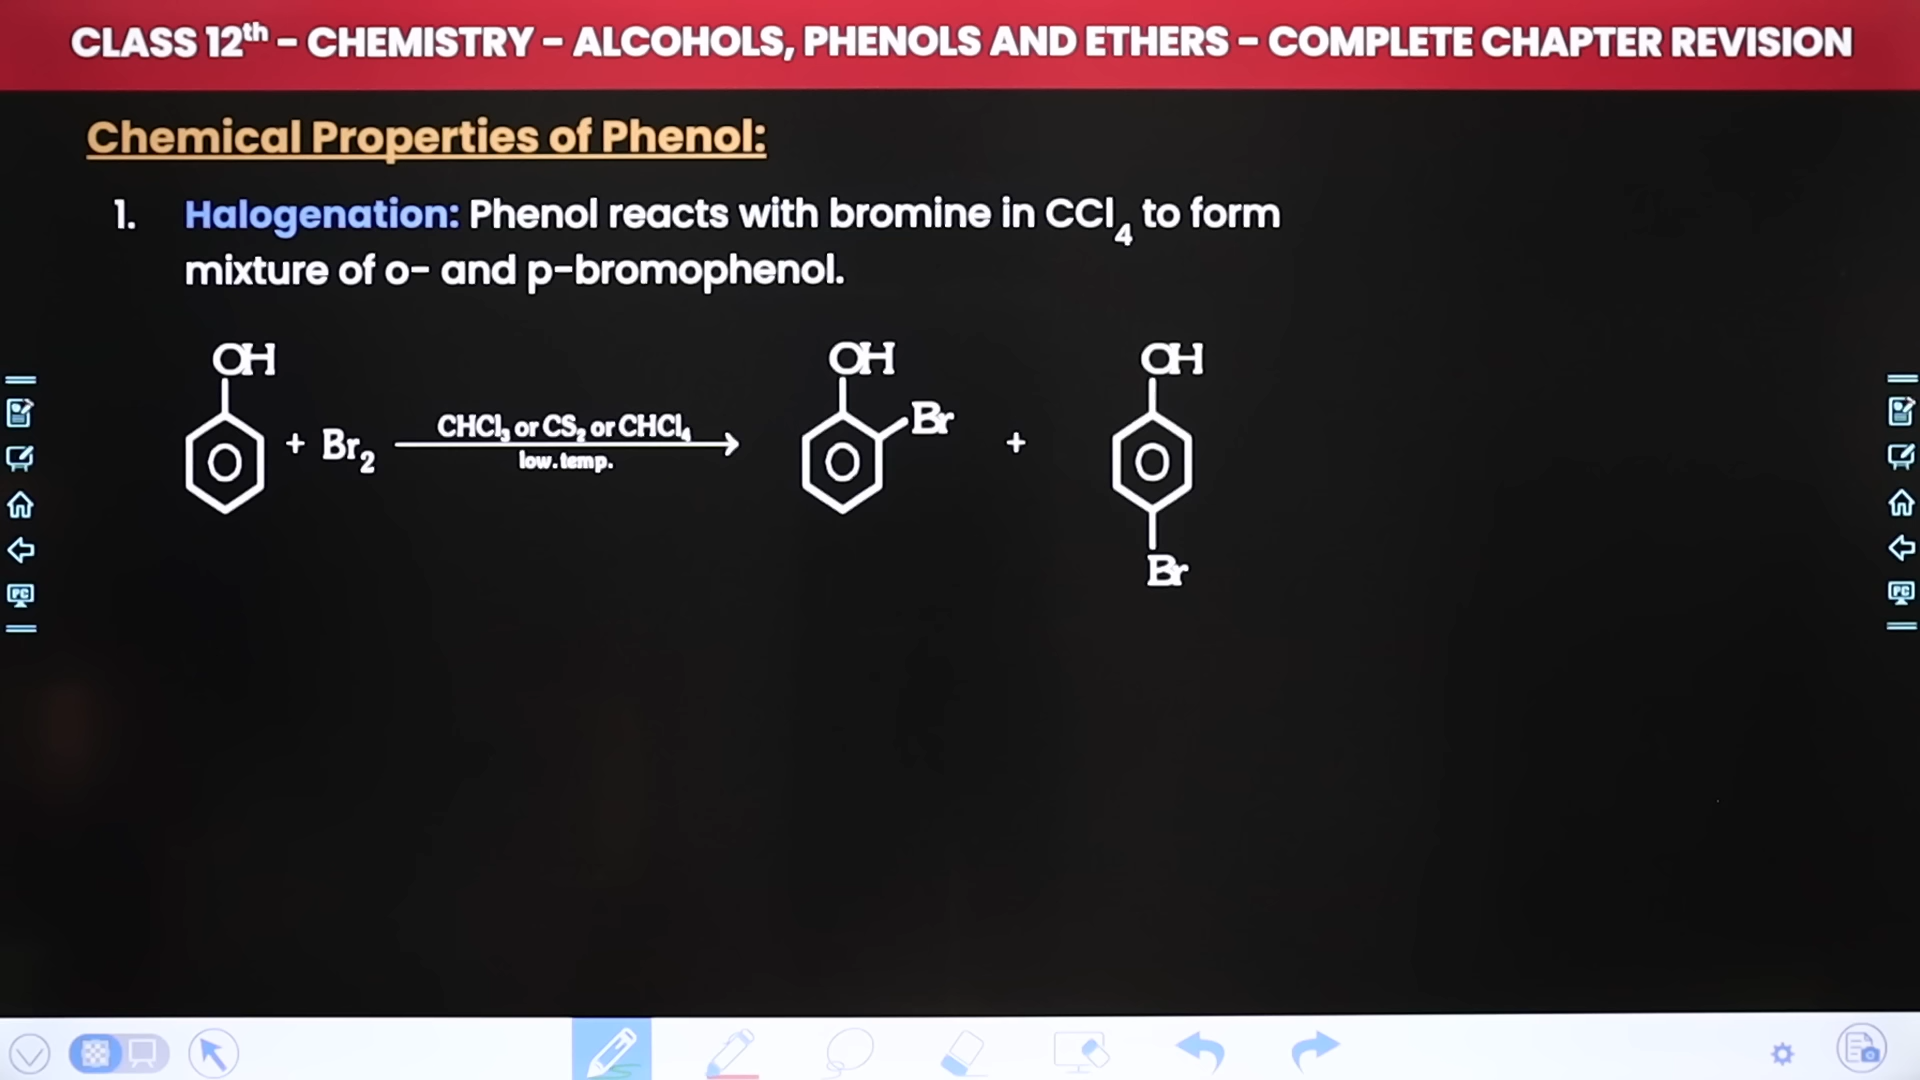 CLASS 12th – CHEMISTRY – ALCOHOLS, PHENOLS AND ETHERS – COMPLETE CHAPTER REVISION
Chemical Properties of Phenol:
1. Halogenation: Phenol reacts with bromine in CCl4 to form
mixture of o- and p-bromophenol.
OH OH OH
CHCl3 or CS2 or CHCl4 Br
+ Br2 +
low.temp.
Br
PC PC